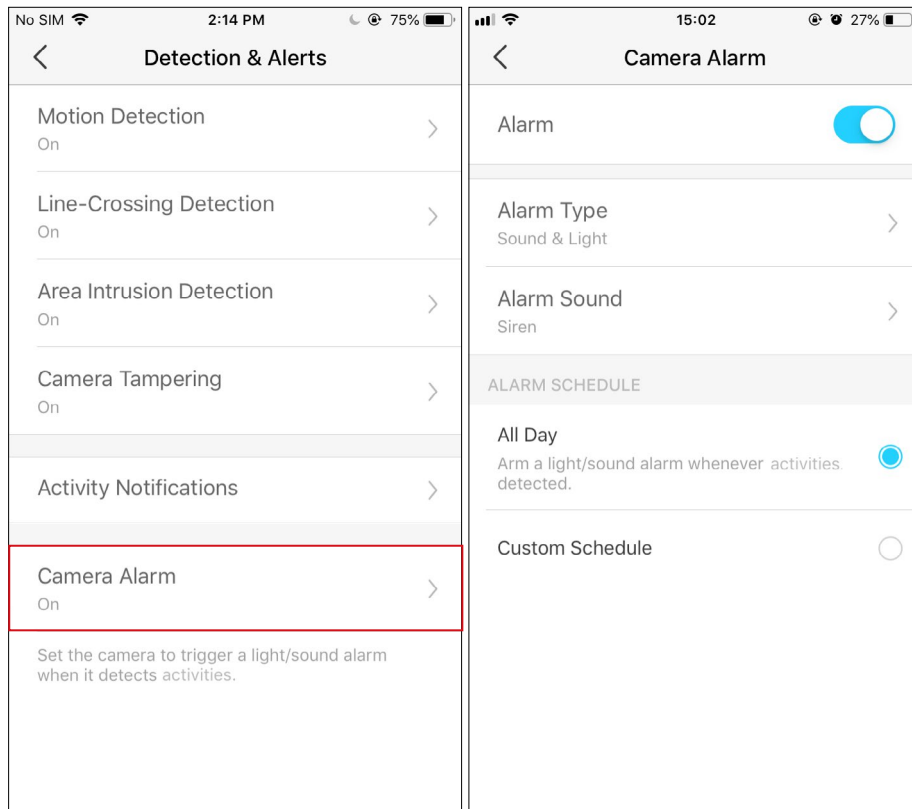 No SIM 2:14 PM 75%
Detection & Alerts
Motion Detection
On
Line-Crossing Detection
On
Area Intrusion Detection
On
Camera Tampering
On
Activity Notifications
Camera Alarm
On
Set the camera to trigger a light/sound alarm
when it detects activities.
15:02 27%
Camera Alarm
Alarm
Alarm Type
Sound & Light
Alarm Sound
Siren
ALARM SCHEDULE
All Day
Arm a light/sound alarm whenever activities
detected.
Custom Schedule